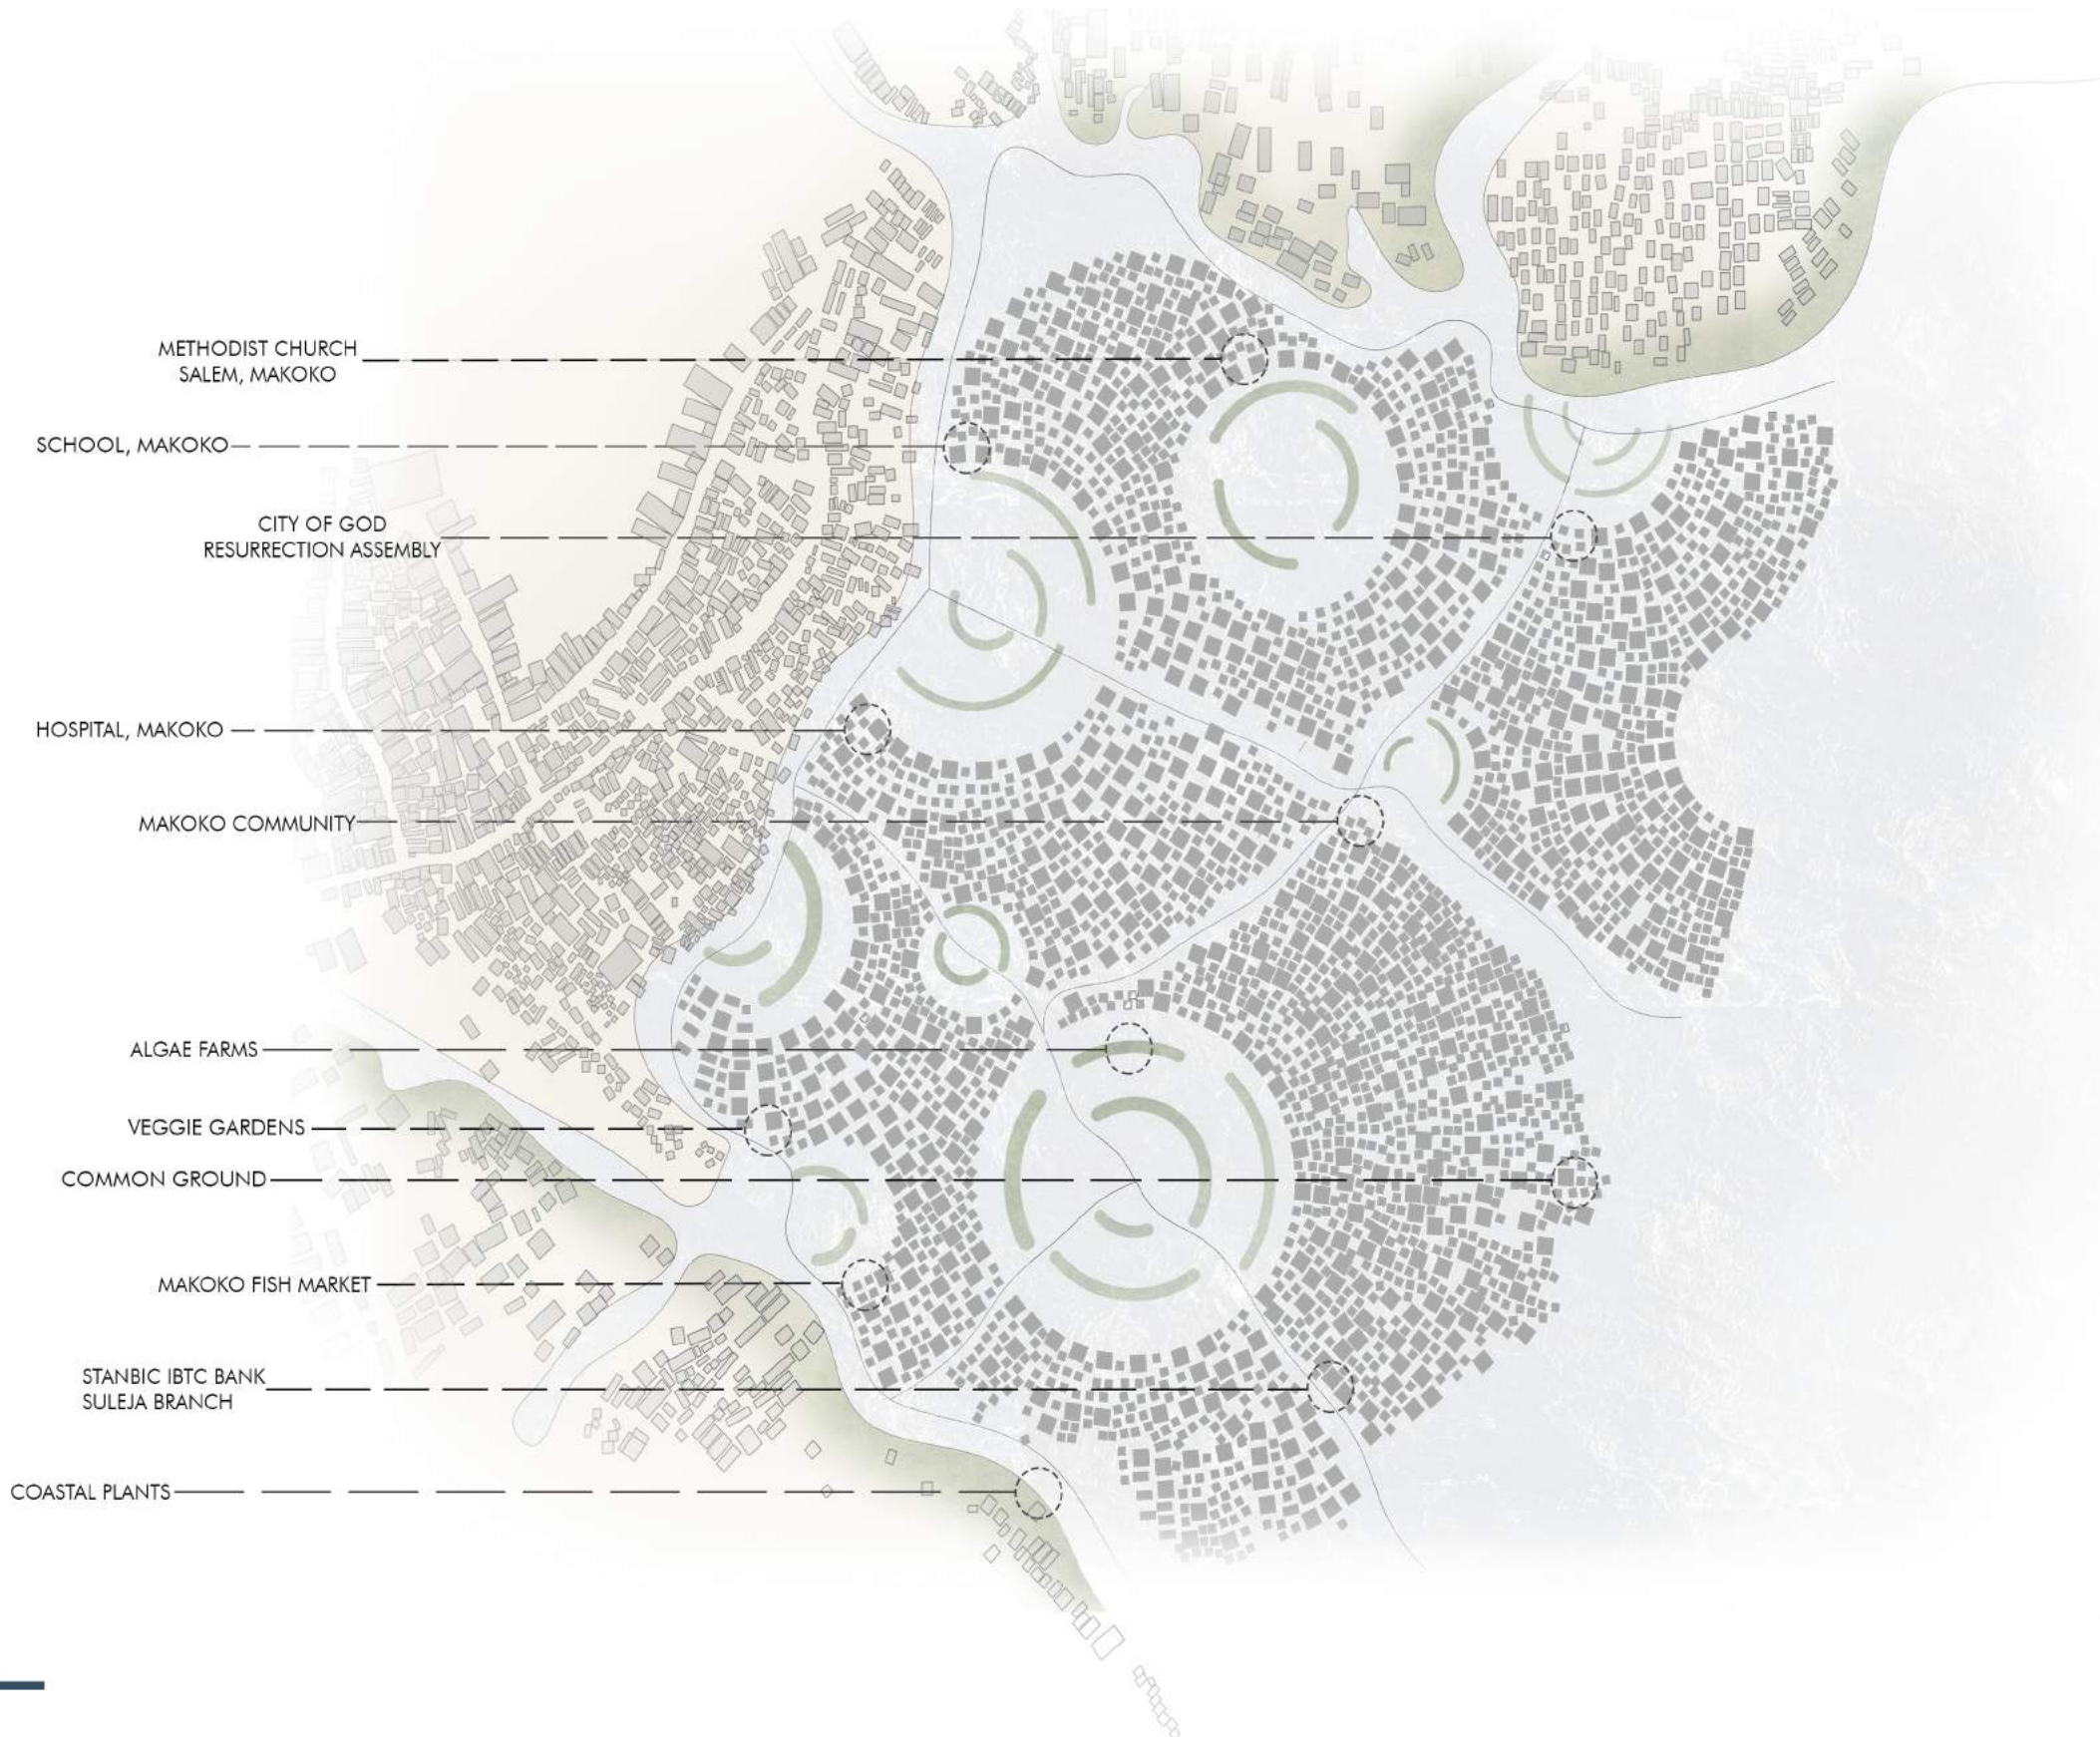 METHODIST CHURCH
SALEM, MAKOKO
SCHOOL, MAKOKO
CITY OF GOD
RESURRECTION ASSEMBLY
HOSPITAL, MAKOKO
MAKOKO COMMUNITY
ALGAE FARMS
VEGGIE GARDENS
COMMON GROUND
MAKOKO FISH MARKET
STANBIC IBTC BANK
SULEJA BRANCH
COASTAL PLANTS